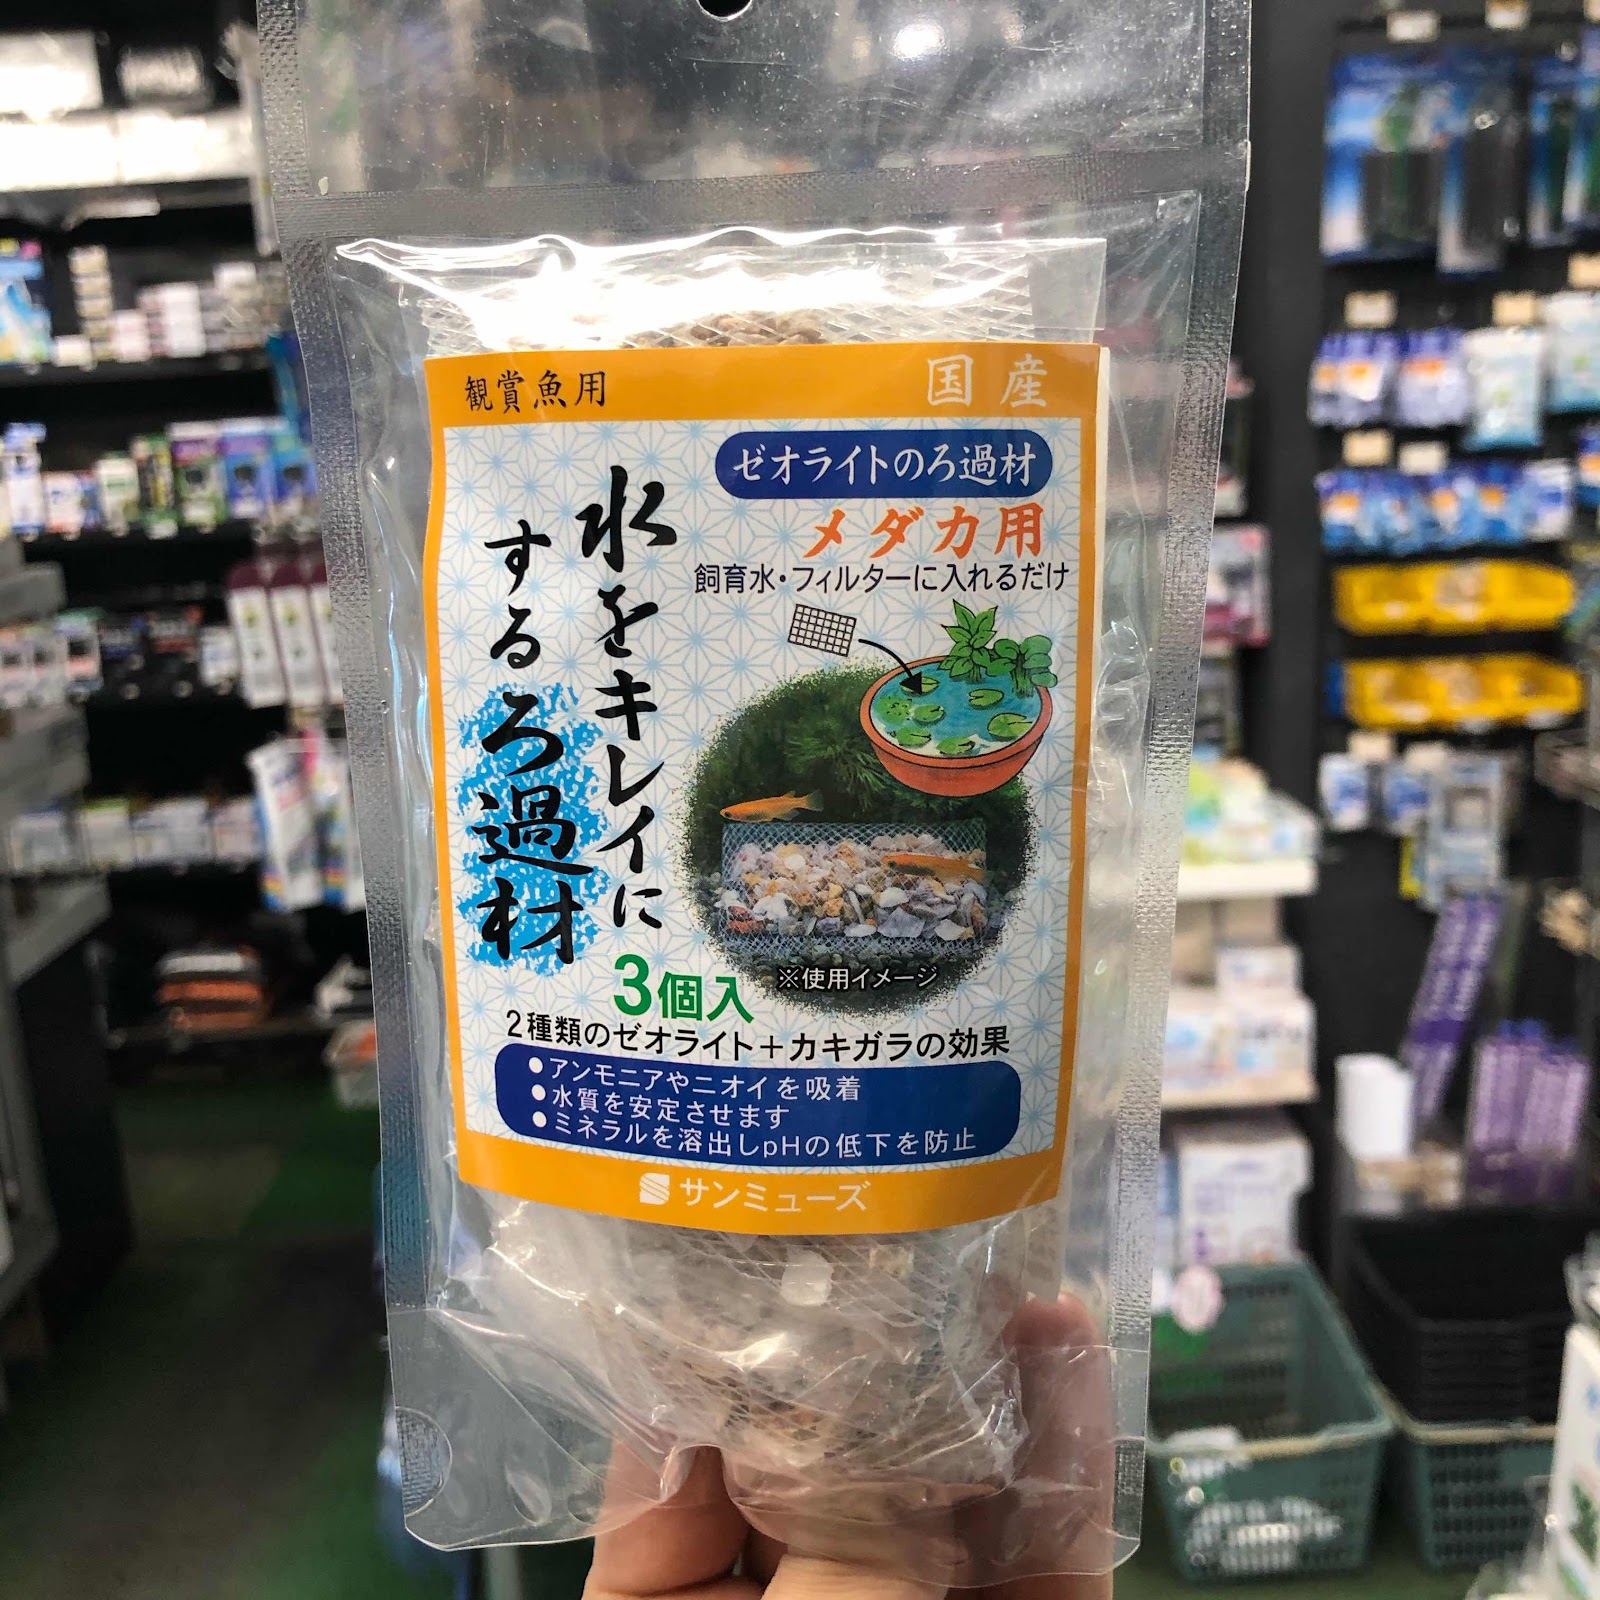 観賞魚用
国産
ゼオライトのろ過材
メダカ用
飼育水・フィルターに入れるだけ
水をキレイに
するろ過材
※使用イメージ
3個入
2種類のゼオライト+カキガラの効果
●アンモニアやニオイを吸着
●水質を安定させます
●ミネラルを溶出しpHの低下を防止
サンミューズ